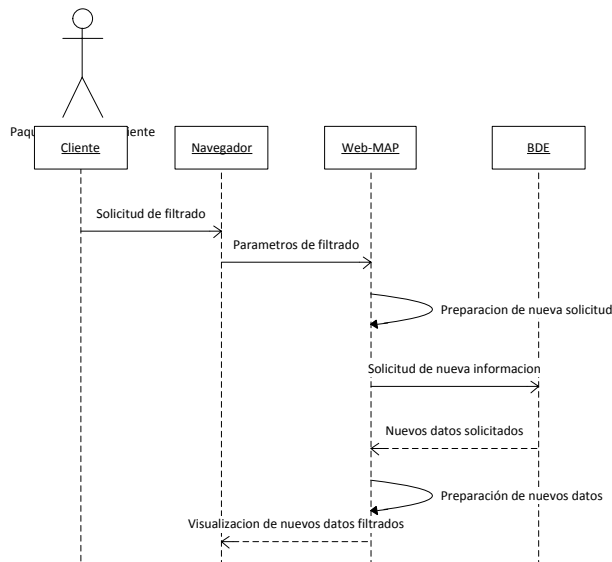 Cliente
Navegador
Web-MAP
BDE
Solicitud de filtrado
Parametros de filtrado
Preparacion de nueva solicitud
Solicitud de nueva informacion
Nuevos datos solicitados
Preparación de nuevos datos
Visualizacion de nuevos datos filtrados